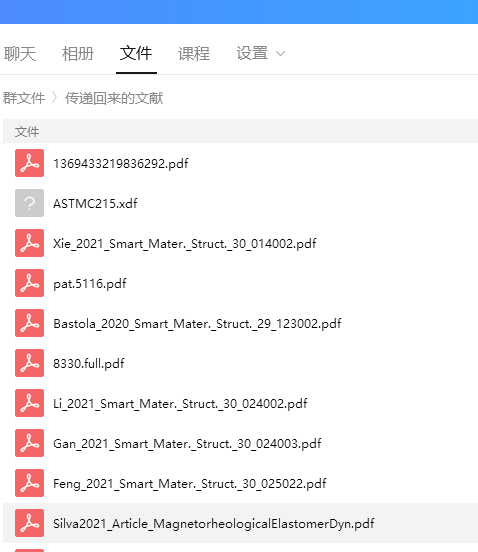 聊天 相册 文件 课程 设置
群文件 〉传递回来的文献
文件
1369433219836292.pdf
ASTMC215.xdf
Xie_2021_Smart_Mater._Struct._30_014002.pdf
pat.5116.pdf
Bastola_2020_Smart_Mater._Struct._29_123002.pdf
8330.full.pdf
Li_2021_Smart_Mater._Struct._30_024002.pdf
Gan_2021_Smart_Mater._Struct._30_024003.pdf
Feng_2021_Smart_Mater._Struct._30_025022.pdf
Silva2021_Article_MagnetorheologicalElastomerDyn.pdf